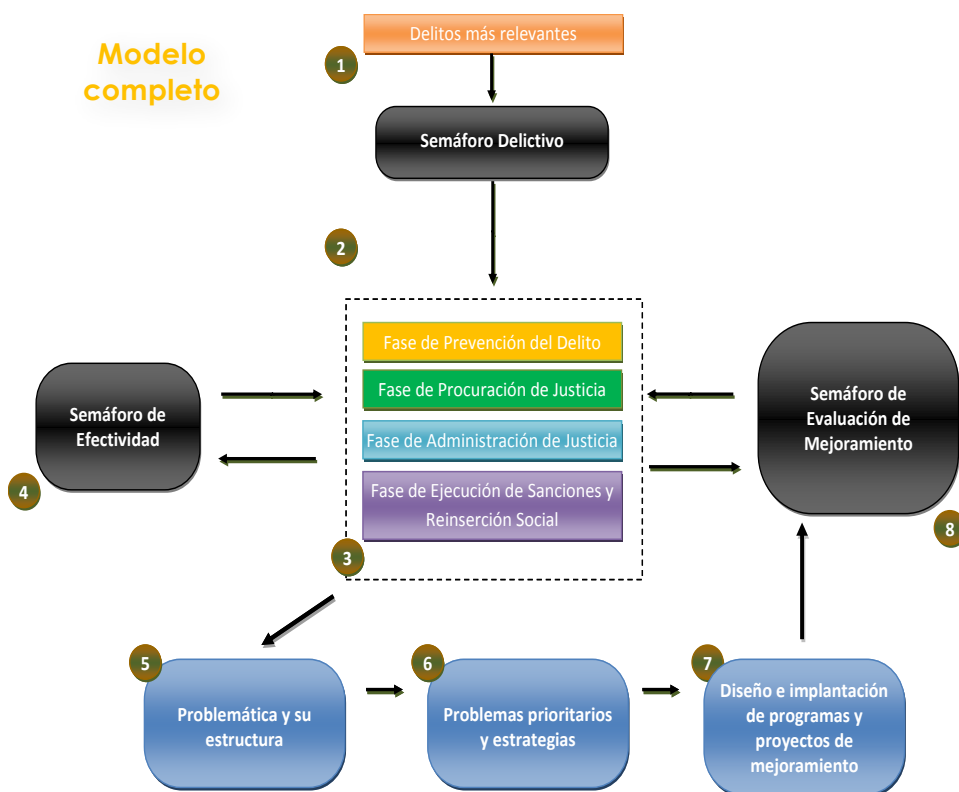 Modelo
completo
Delitos más relevantes
1
Semáforo Delictivo
2
Fase de Prevención del Delito
Fase de Procuración de Justicia
Fase de Administración de Justicia
Fase de Ejecución de Sanciones y
Reinserción Social
3
Semáforo de
Efectividad
4
Semáforo de
Evaluación de
Mejoramiento
8
5
Problemática y su
estructura
6
Problemas prioritarios
y estrategias
7
Diseño e implantación
de programas y
proyectos de
mejoramiento